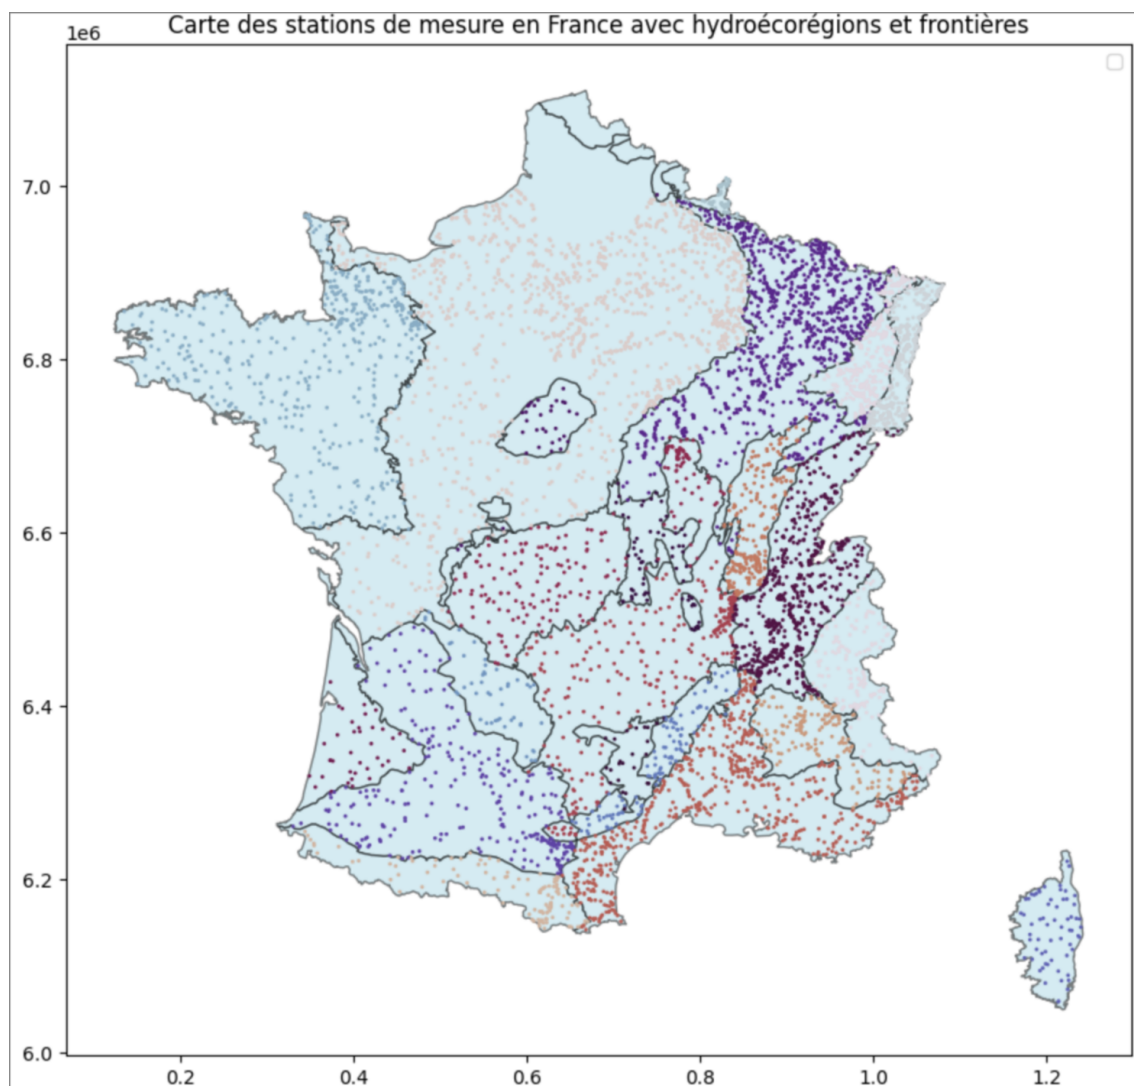 Carte des stations de mesure en France avec hydroécorégions et frontières
1e6
7.0
6.8
6.6
6.4
6.2
6.0
0.2 0.4 0.6 0.8 1.0 1.2